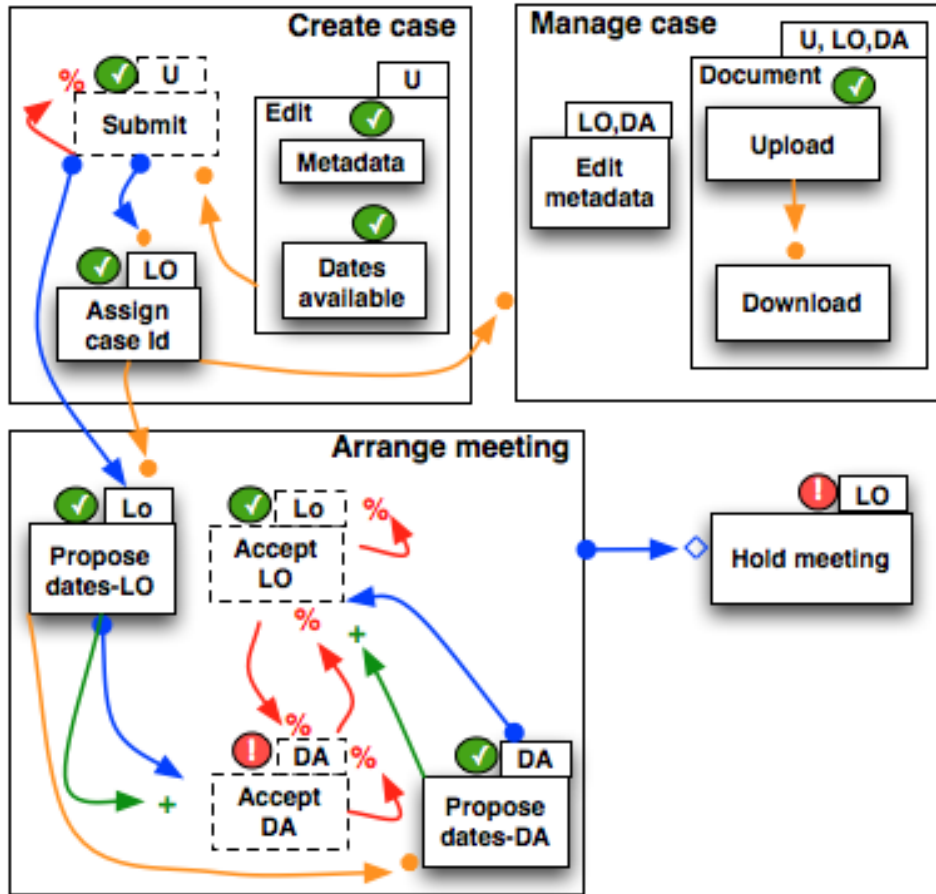 Create case
% U
Submit
U
Edit
Metadata
Dates
available
LO
Assign
case Id
Manage case
U, LO,DA
Document
LO,DA
Edit
metadata
Upload
Download
Arrange meeting
Lo
Propose
dates-LO
Lo
%
Accept
LO
%
+
%
! DA
%
Accept
DA
+
DA
Propose
dates-DA
! LO
Hold meeting